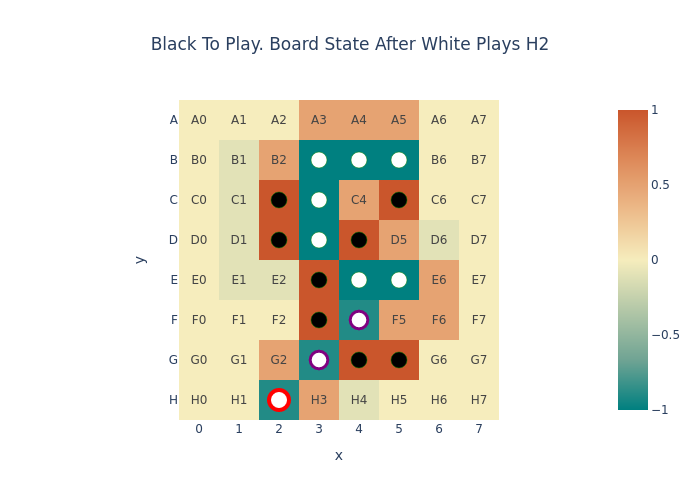 Black To Play. Board State After White Plays H2
A A0 A1 A2 A3 A4 A5 A6 A7
B B0 B1 B2 B6 B7
C C0 C1 C4 C6 C7
D D0 D1 D5 D6 D7
E E0 E1 E2 E6 E7
F F0 F1 F2 F5 F6 F7
G G0 G1 G2 G6 G7
H H0 H1 H3 H4 H5 H6 H7
0 1 2 3 4 5 6 7
x
y
1
0.5
0
−0.5
−1